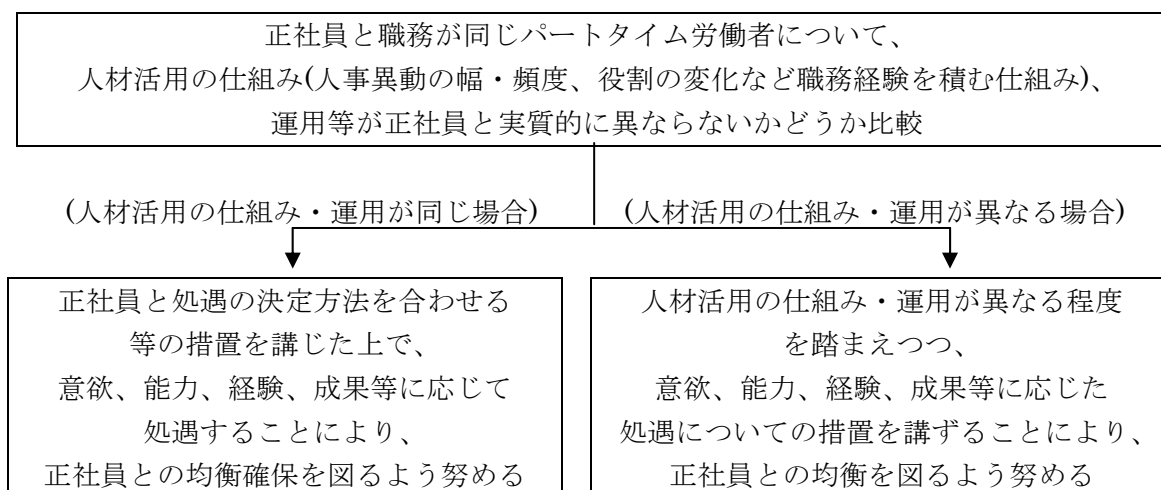 正社員と職務が同じパートタイム労働者について、
人材活用の仕組み(人事異動の幅・頻度、役割の変化など職務経験を積む仕組み)、
運用等が正社員と実質的に異ならないかどうか比較
(人材活用の仕組み・運用が同じ場合)
(人材活用の仕組み・運用が異なる場合)
正社員と処遇の決定方法を合わせる
等の措置を講じた上で、
意欲、能力、経験、成果等に応じて
処遇することにより、
正社員との均衡確保を図るよう努める
人材活用の仕組み・運用が異なる程度
を踏まえつつ、
意欲、能力、経験、成果等に応じた
処遇についての措置を講ずることにより、
正社員との均衡を図るよう努める